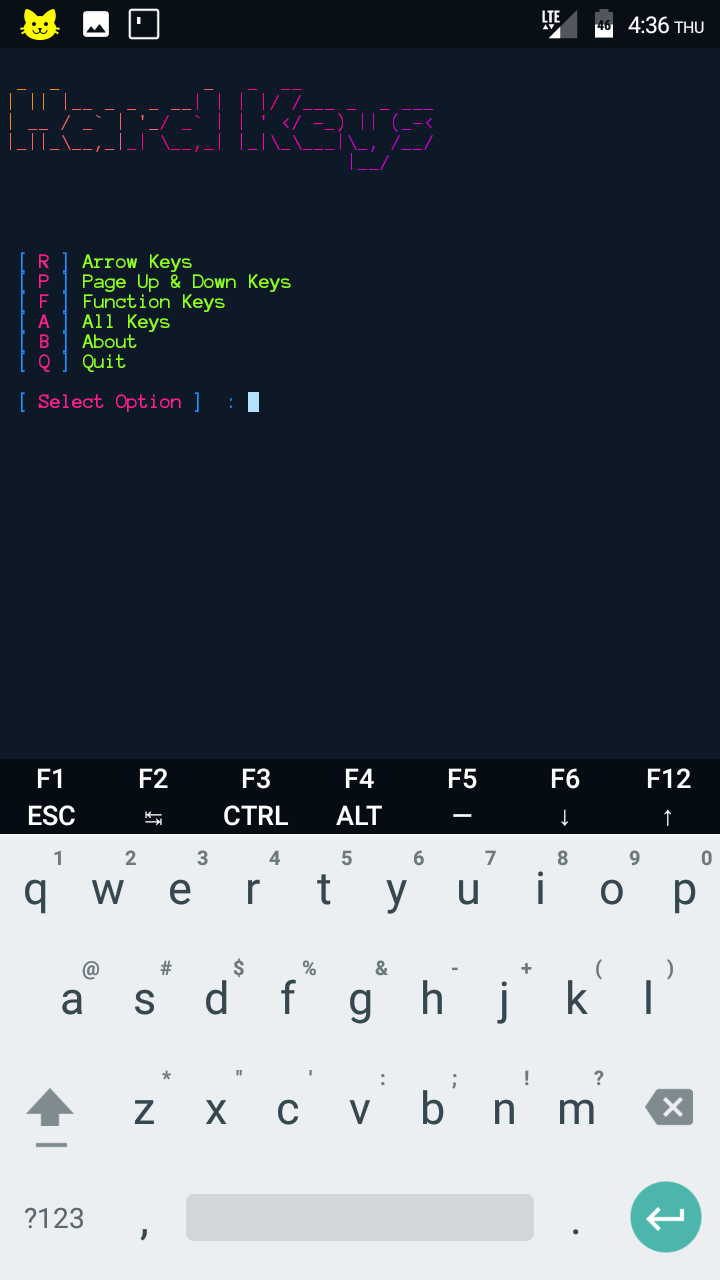 LTE 46 4:36 THU
Hard Keys
[ R ] Arrow Keys
[ P ] Page Up & Down Keys
[ F ] Function Keys
[ A ] All Keys
[ B ] About
[ Q ] Quit
[ Select Option ] :
F1 F2 F3 F4 F5 F6 F12
ESC ↹ CTRL ALT — ↓ ↑
1 2 3 4 5 6 7 8 9 0
q w e r t y u i o p
@ # $ % & - + ( )
a s d f g h j k l
* " ' : ; ! ?
z x c v b n m
?123 , .